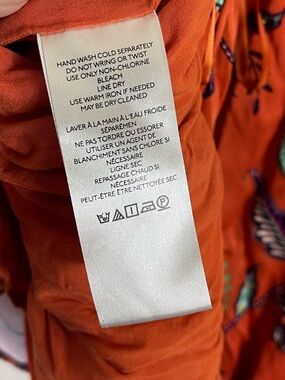 HAND WASH COLD SEPARATELY
DO NOT WRING OR TWIST
USE ONLY NON-CHLORINE
BLEACH
LINE DRY
USE WARM IRON IF NEEDED
MAY BE DRY CLEANED
LAVER À LA MAIN À L'EAU FROIDE
SÉPARÉMEN
NE PAS TORDU OU ESSORER
UTILISER UN AGENT DE
BLANCHIMENT SANS CHLORE SI
NÉCESSAIRE
LIGNE SEC
REPASSAGE CHAUD SI
NÉCESSAIRE
PEUT-ÊTRE ÊTRE NETTOYÉE SEC
P